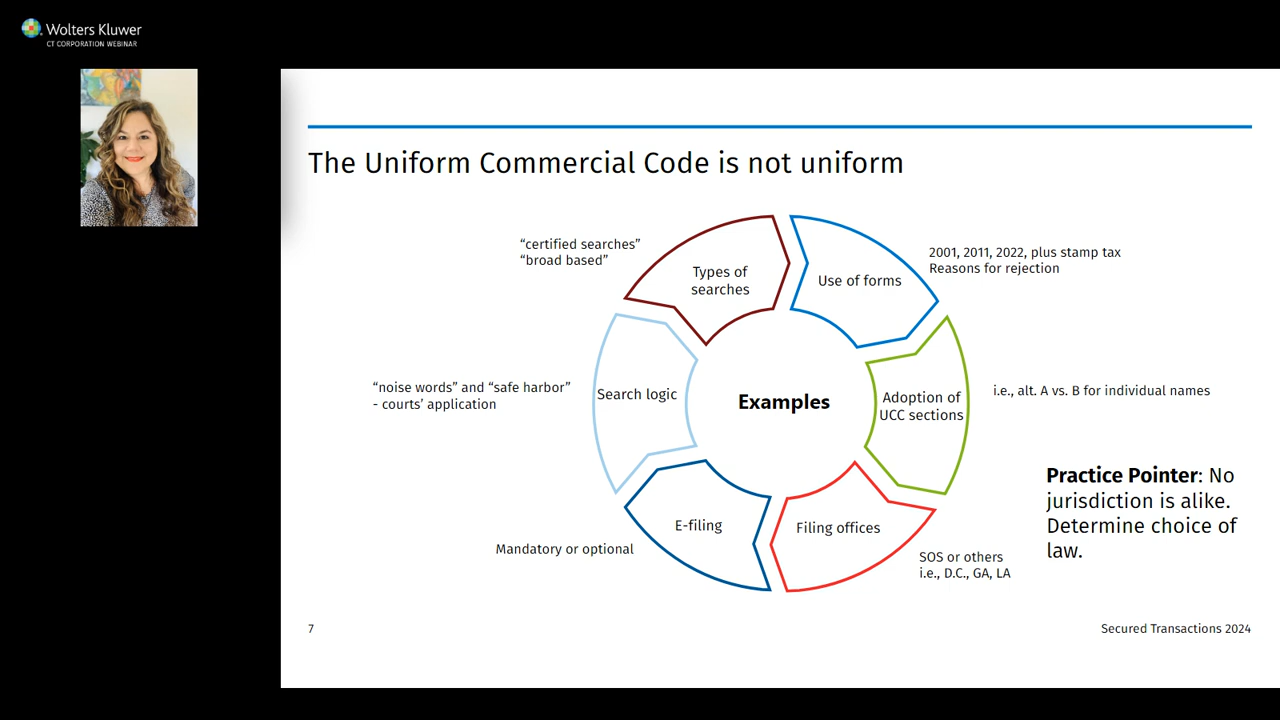 Wolters Kluwer
CT CORPORATION WEBINAR
The Uniform Commercial Code is not uniform
“certified searches”
“broad based”
Types of
searches
Use of forms
2001, 2011, 2022, plus stamp tax
Reasons for rejection
“noise words” and “safe harbor”
- courts’ application
Search logic
Examples
Adoption of
UCC sections
i.e., alt. A vs. B for individual names
Practice Pointer: No
jurisdiction is alike.
Determine choice of
law.
E-filing
Mandatory or optional
Filing offices
SOS or others
i.e., D.C., GA, LA
7
Secured Transactions 2024